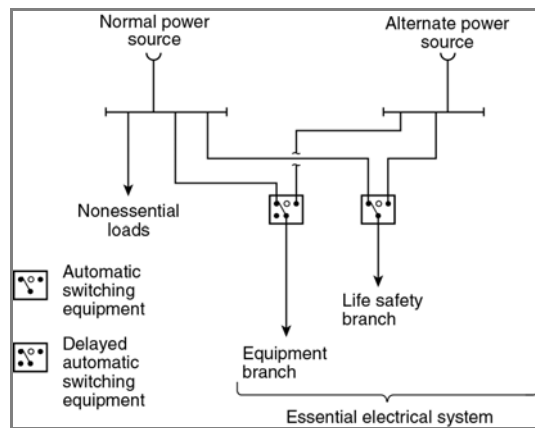 Normal power
source
Alternate power
source
Nonessential
loads
Automatic
switching
equipment
Life safety
branch
Delayed
automatic
switching
equipment
Equipment
branch
Essential electrical system